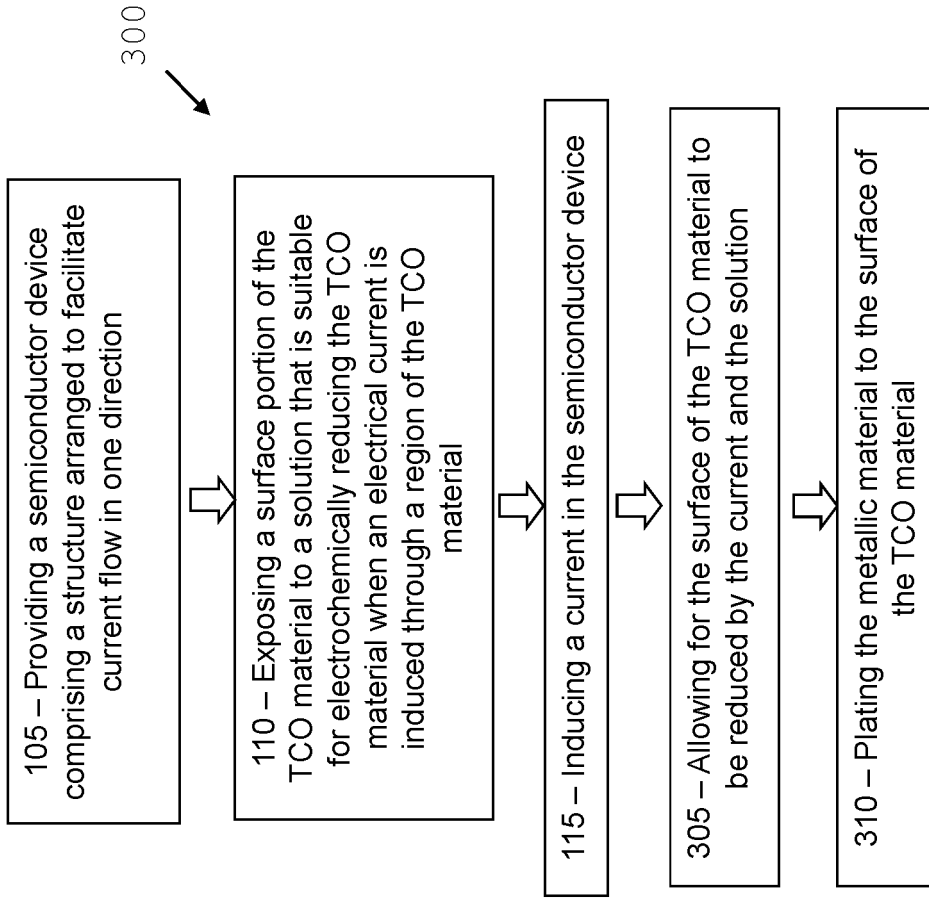 300
105 – Providing a semiconductor device
comprising a structure arranged to facilitate
current flow in one direction
110 – Exposing a surface portion of the
TCO material to a solution that is suitable
for electrochemically reducing the TCO
material when an electrical current is
induced through a region of the TCO
material
115 – Inducing a current in the semiconductor device
305 – Allowing for the surface of the TCO material to
be reduced by the current and the solution
310 – Plating the metallic material to the surface of
the TCO material